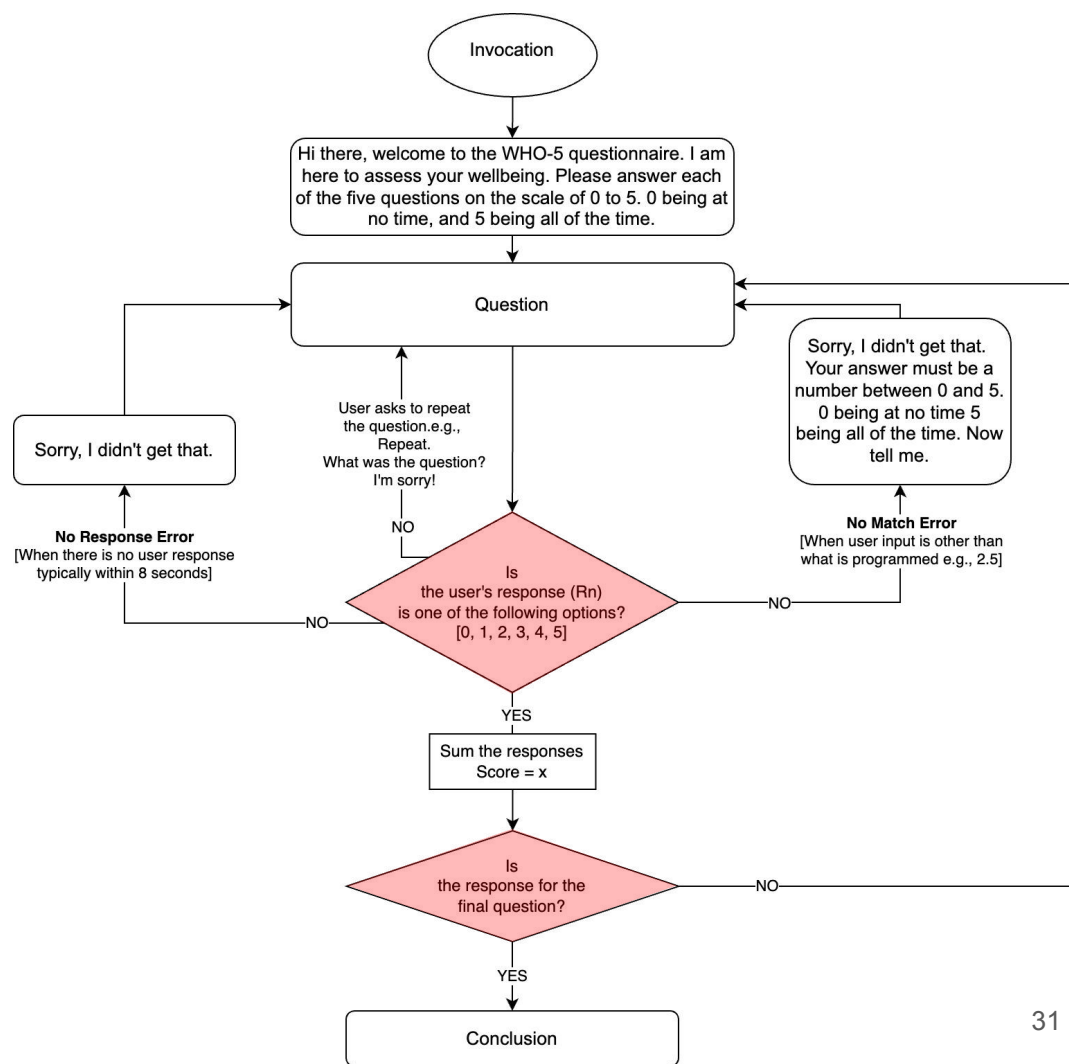 Invocation
Hi there, welcome to the WHO-5 questionnaire. I am
here to assess your wellbeing. Please answer each
of the five questions on the scale of 0 to 5. 0 being at
no time, and 5 being all of the time.
Question
Sorry, I didn't get that.
No Response Error
[When there is no user response
typically within 8 seconds]
NO
User asks to repeat
the question.e.g.,
Repeat.
What was the question?
I'm sorry!
NO
Sorry, I didn't get that.
Your answer must be a
number between 0 and 5.
0 being at no time 5
being all of the time. Now
tell me.
No Match Error
[When user input is other than
what is programmed e.g., 2.5]
NO
Is
the user's response (Rn)
is one of the following options?
[0, 1, 2, 3, 4, 5]
YES
Sum the responses
Score = x
Is
the response for the
final question?
NO
YES
Conclusion
31